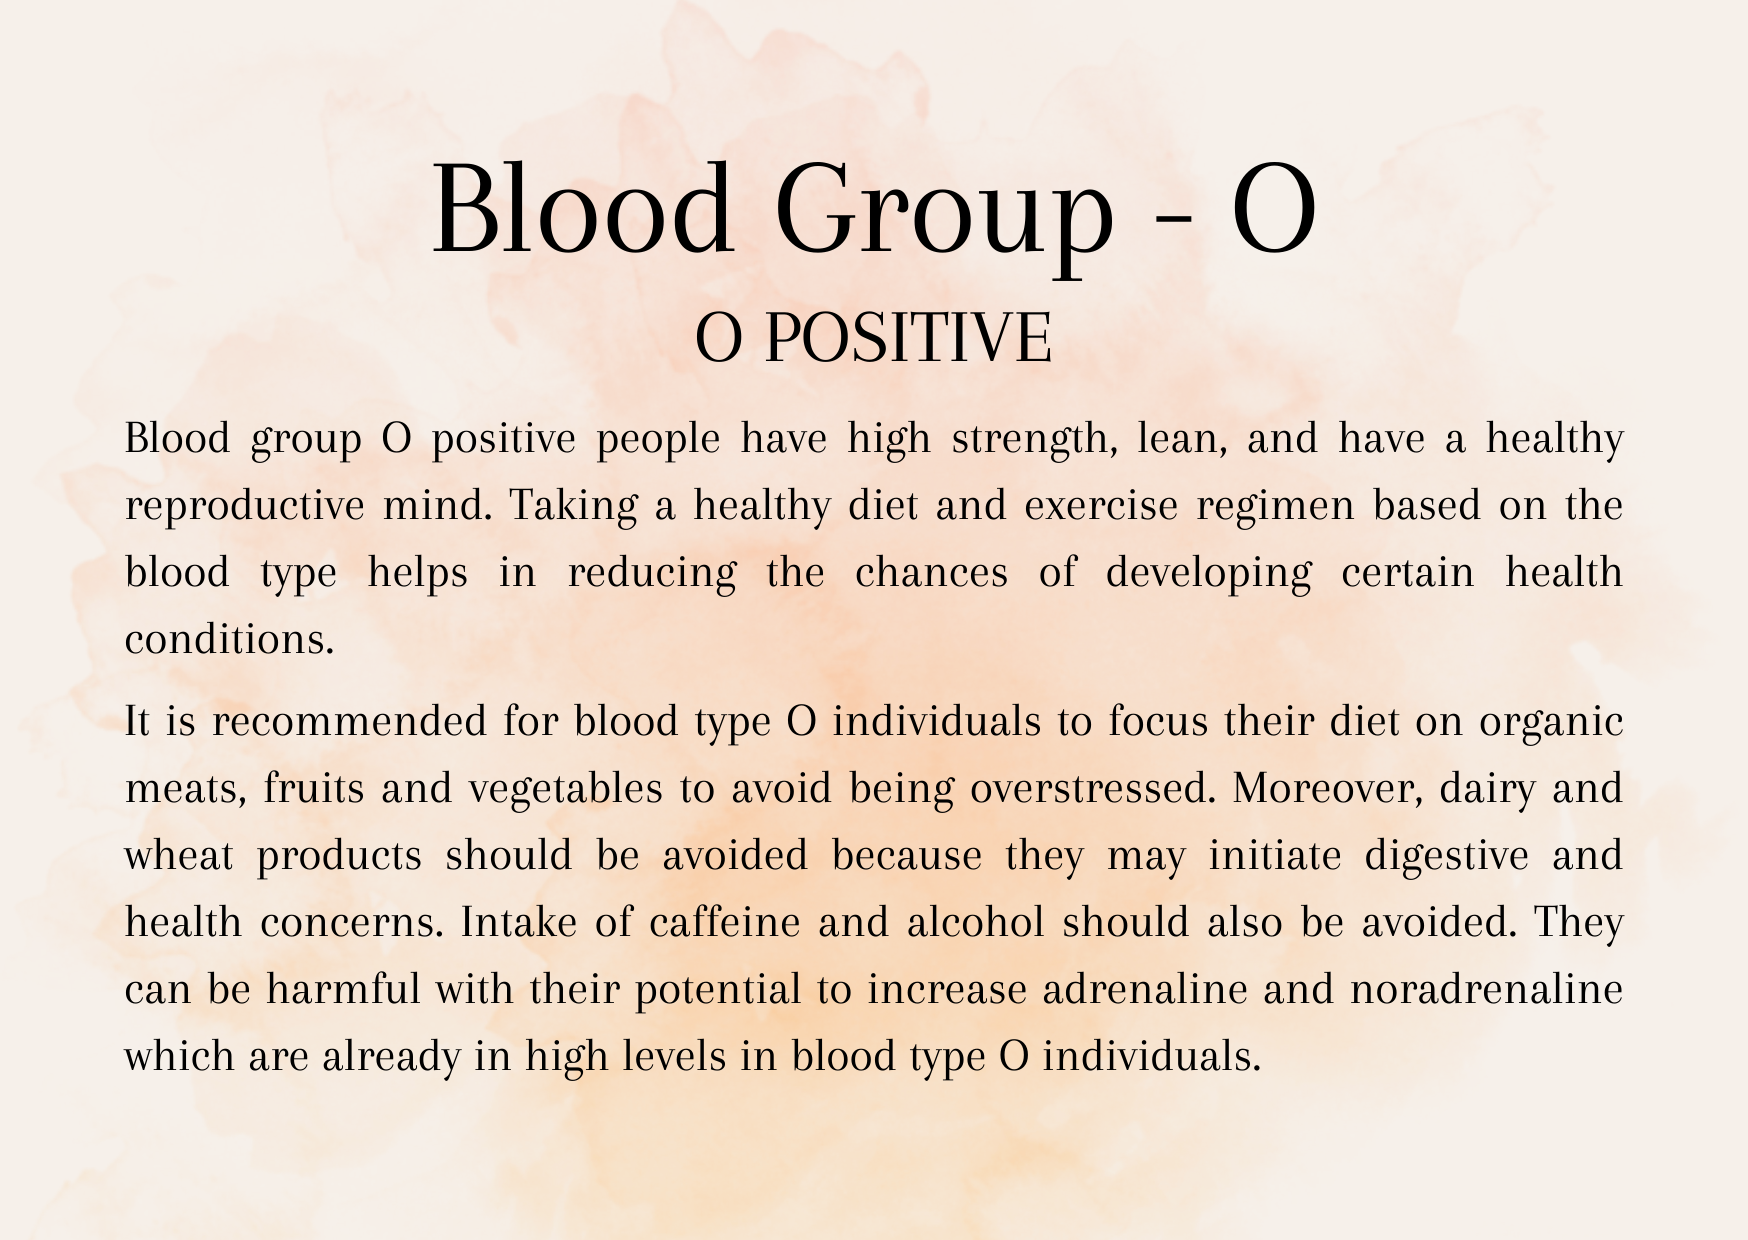 Blood Group - O
O POSITIVE
Blood group O positive people have high strength, lean, and have a healthy
reproductive mind. Taking a healthy diet and exercise regimen based on the
blood type helps in reducing the chances of developing certain health
conditions.
It is recommended for blood type O individuals to focus their diet on organic
meats, fruits and vegetables to avoid being overstressed. Moreover, dairy and
wheat products should be avoided because they may initiate digestive and
health concerns. Intake of caffeine and alcohol should also be avoided. They
can be harmful with their potential to increase adrenaline and noradrenaline
which are already in high levels in blood type O individuals.